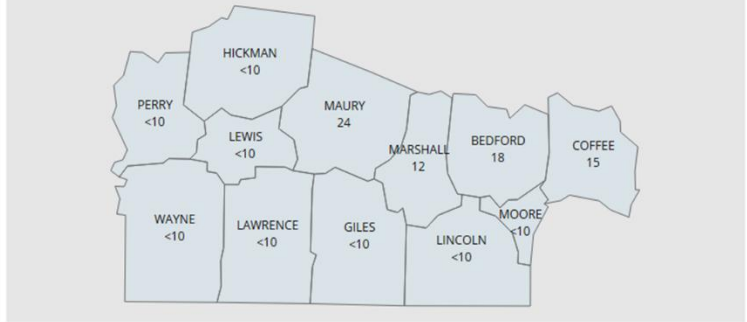 HICKMAN
<10
PERRY
<10
MAURY
24
LEWIS
<10
MARSHALL
12
BEDFORD
18
COFFEE
15
WAYNE
<10
LAWRENCE
<10
GILES
<10
LINCOLN
<10
MOORE
<10